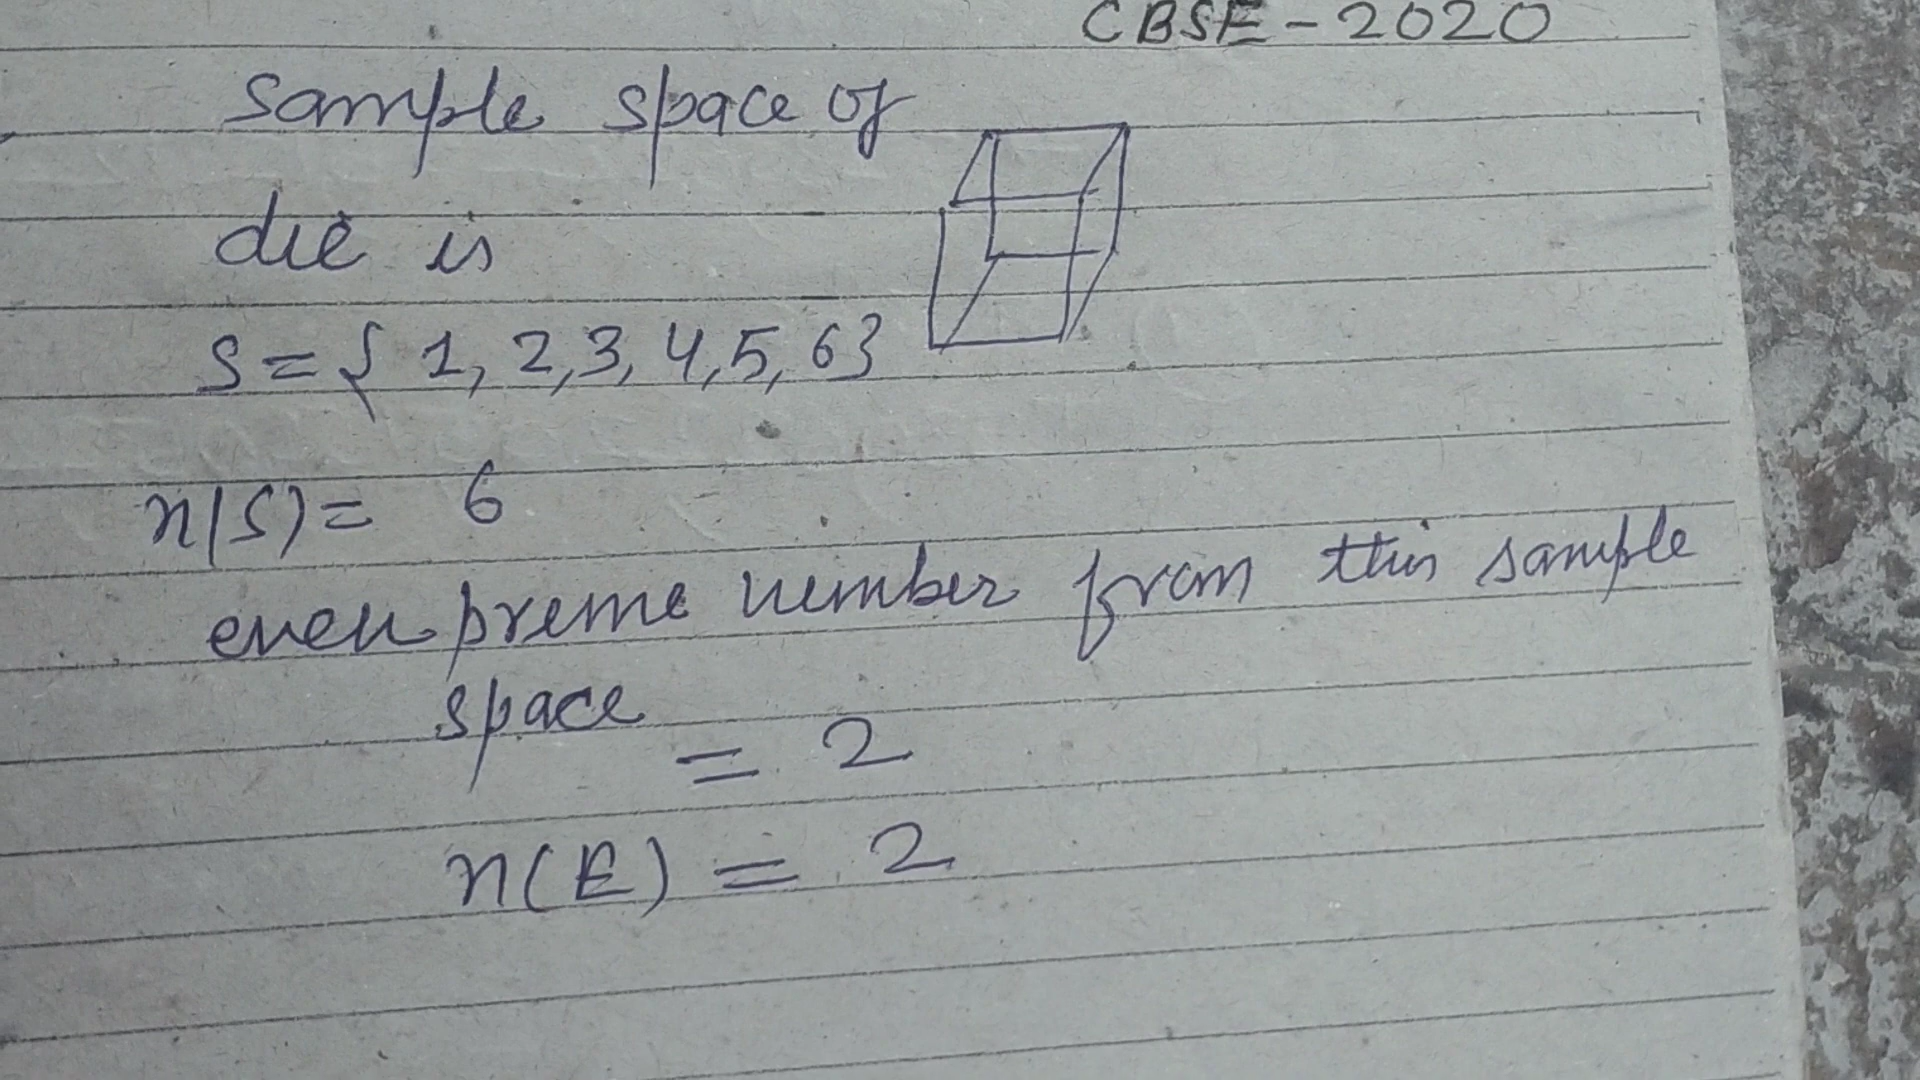 CBSE-2020
Sample space of
die is
S = { 1, 2, 3, 4, 5, 6}
n(S) = 6
even preme number from this sample
space
= 2
n(E) = 2